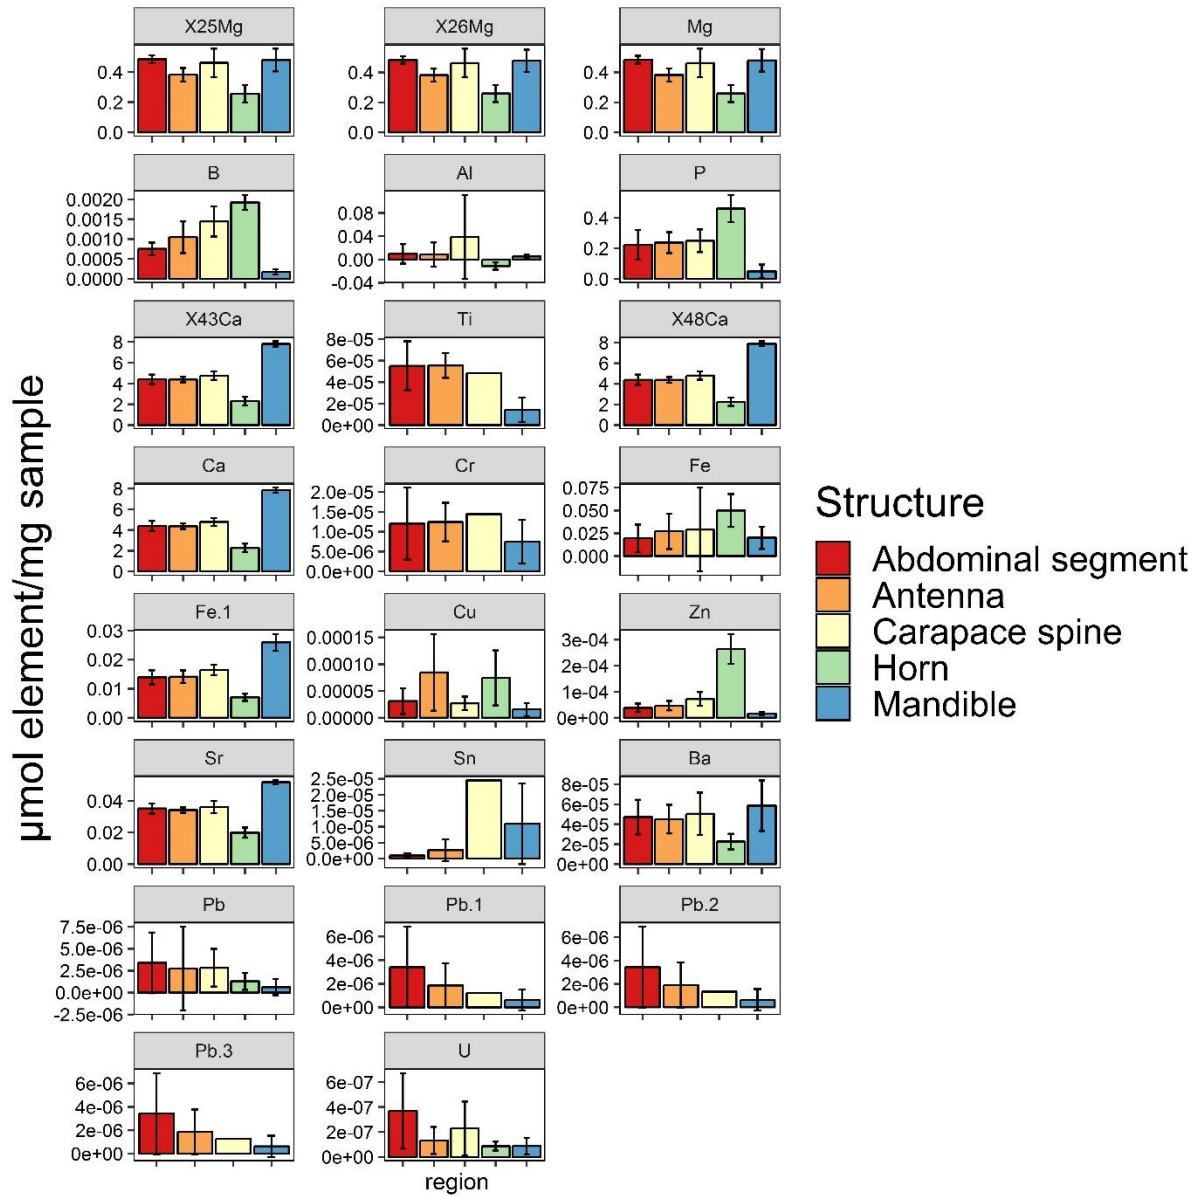 µmol element/mg sample
X25Mg
X26Mg
Mg
0.4
0.2
0.0
0.4
0.2
0.0
0.4
0.2
0.0
B
Al
P
0.0020
0.0015
0.0010
0.0005
0.0000
0.08
0.04
0.00
-0.04
0.4
0.2
0.0
X43Ca
Ti
X48Ca
8
6
4
2
0
8e-05
6e-05
4e-05
2e-05
0e+00
8
6
4
2
0
Ca
Cr
Fe
8
6
4
2
0
2.0e-05
1.5e-05
1.0e-05
5.0e-06
0.0e+00
0.075
0.050
0.025
0.000
Fe.1
Cu
Zn
0.03
0.02
0.01
0.00
0.00015
0.00010
0.00005
0.00000
3e-04
2e-04
1e-04
0e+00
Sr
Sn
Ba
0.04
0.02
0.00
2.5e-05
2.0e-05
1.5e-05
1.0e-05
5.0e-06
0.0e+00
8e-05
6e-05
4e-05
2e-05
0e+00
Pb
Pb.1
Pb.2
7.5e-06
5.0e-06
2.5e-06
0.0e+00
-2.5e-06
6e-06
4e-06
2e-06
0e+00
6e-06
4e-06
2e-06
0e+00
Pb.3
U
6e-06
4e-06
2e-06
0e+00
6e-07
4e-07
2e-07
0e+00
region
Structure
Abdominal segment
Antenna
Carapace spine
Horn
Mandible